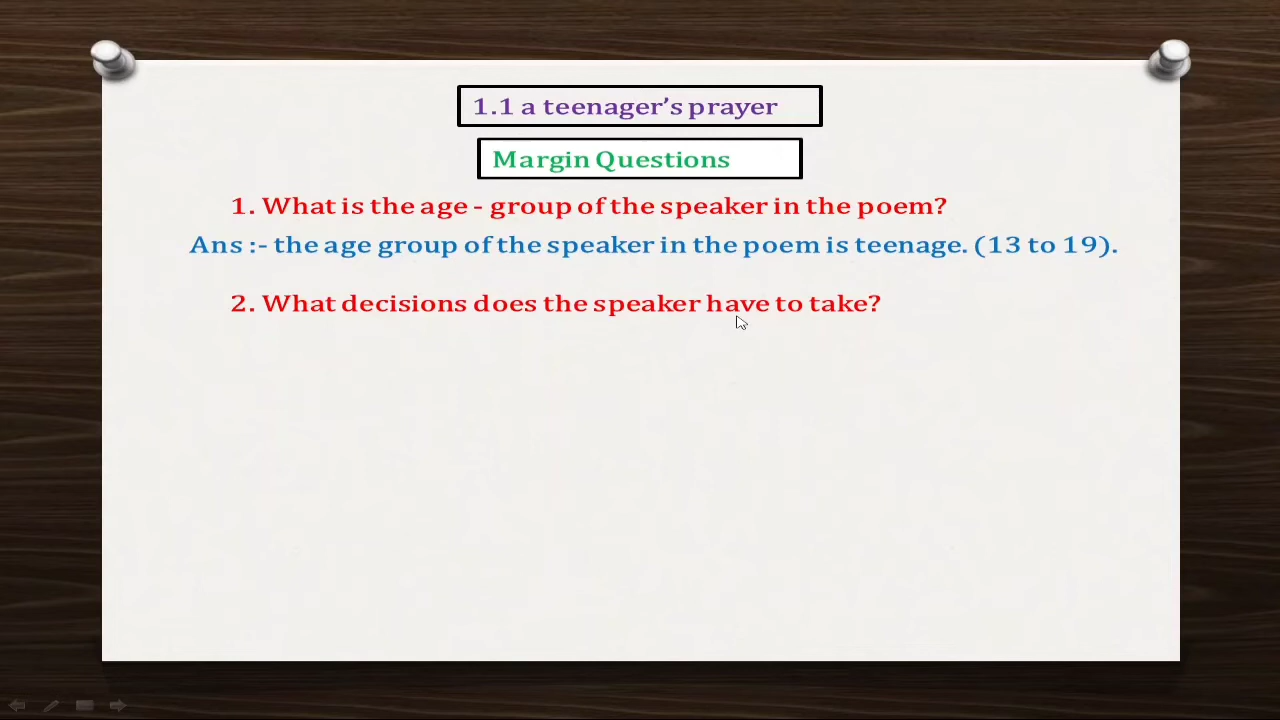 1.1 a teenager's prayer
Margin Questions
1. What is the age - group of the speaker in the poem?
Ans :- the age group of the speaker in the poem is teenage. (13 to 19).
2. What decisions does the speaker have to take?